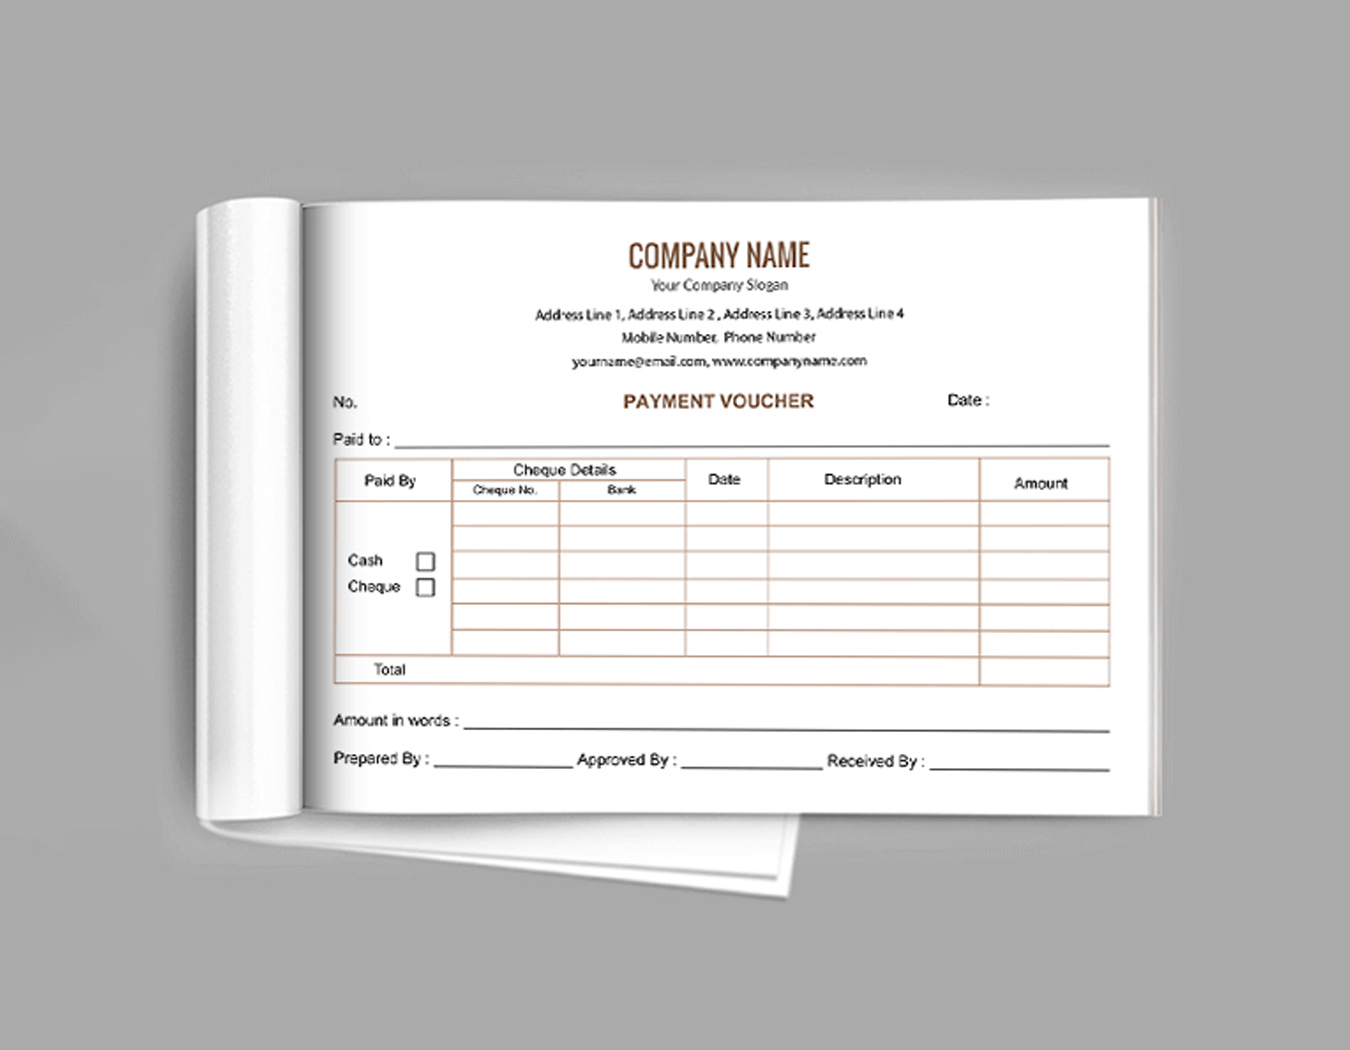 COMPANY NAME
Your Company Slogan
Address Line 1, Address Line 2 , Address Line 3, Address Line 4
Mobile Number, Phone Number
yourname@email.com, www.companyname.com
No. PAYMENT VOUCHER Date :
Paid to :
Paid By Cheque Details Date Description Amount
Cheque No. Bank
Cash
Cheque
Total
Amount in words :
Prepared By : Approved By : Received By :